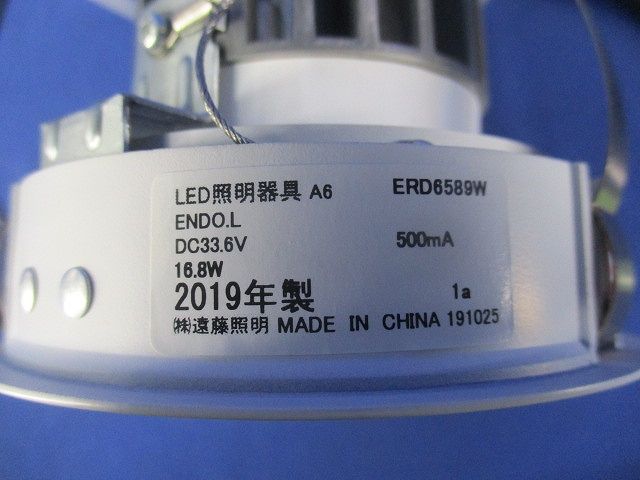 LED照明器具 A6 ERD6589W
ENDO.L
DC33.6V 500mA
16.8W
2019年製 1a
㈱遠藤照明 MADE IN CHINA 191025